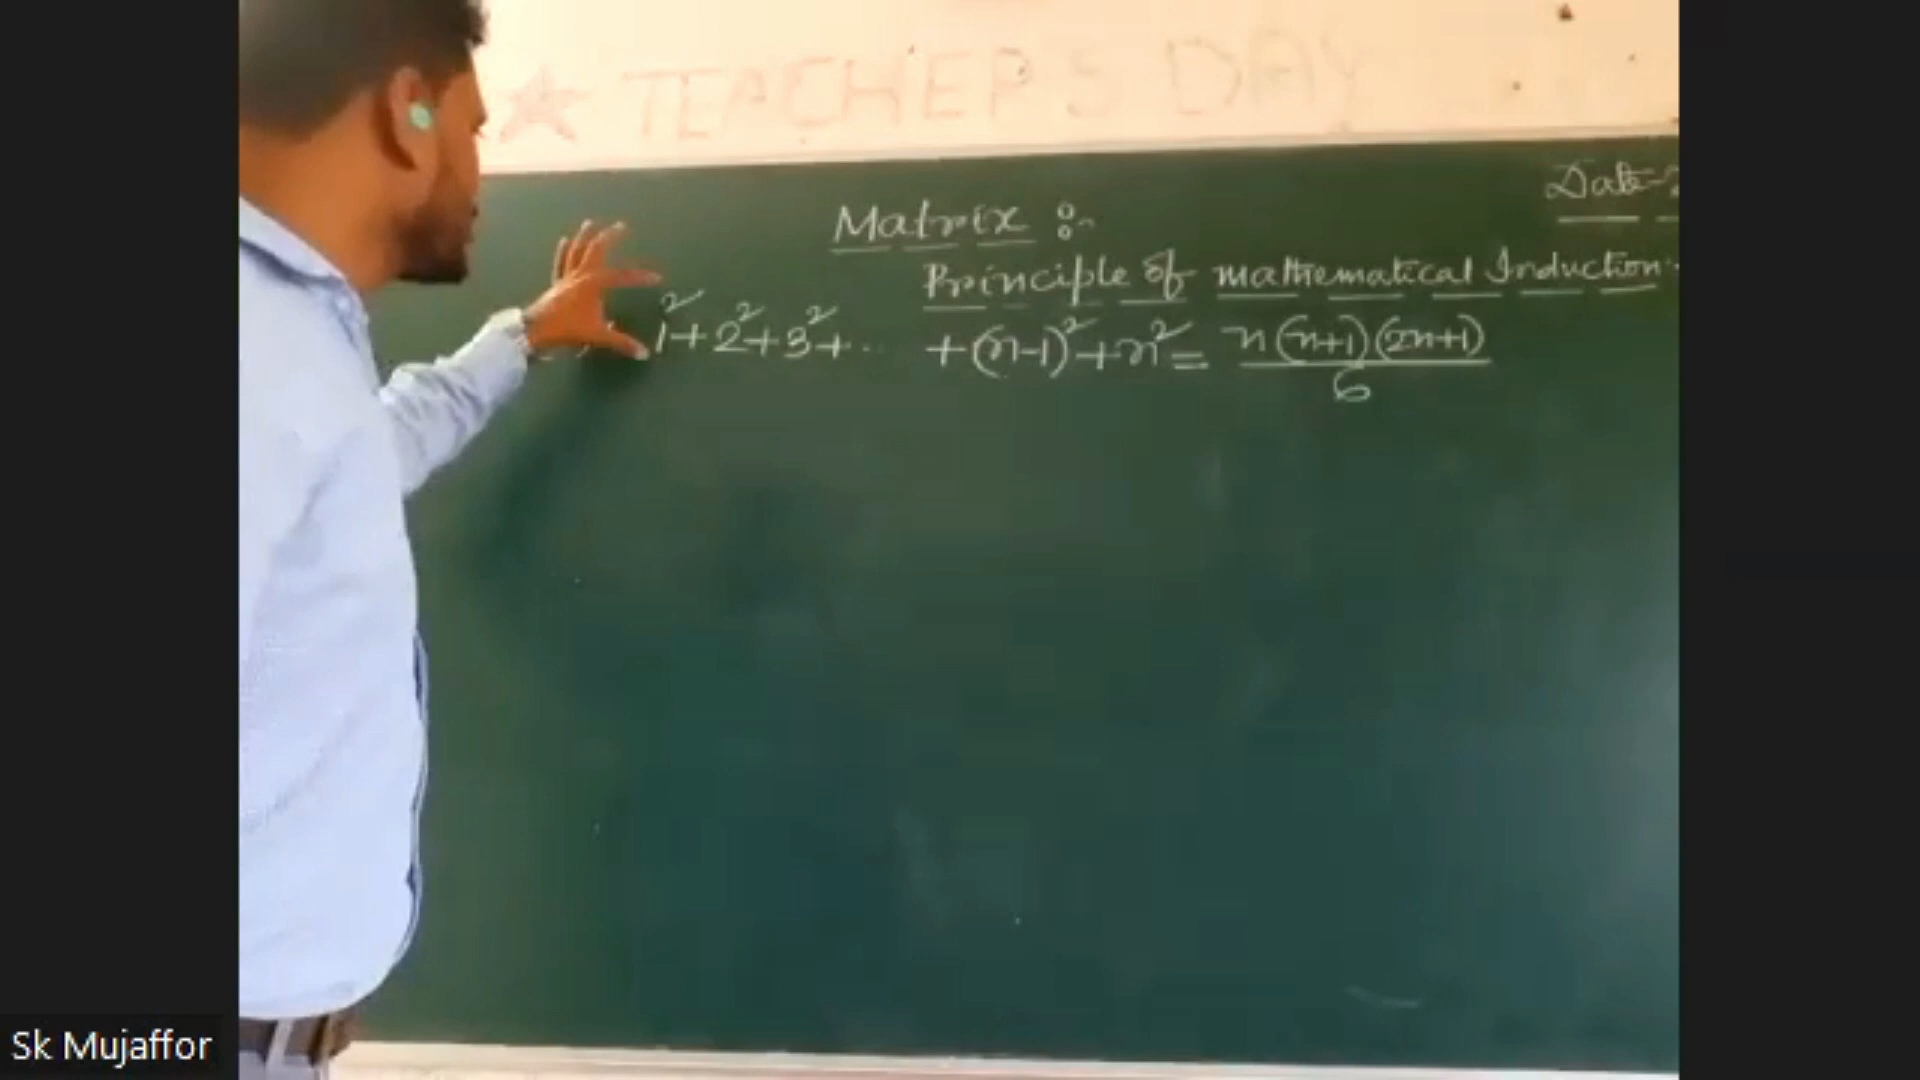 TEACHER'S DAY
Date-
Matrix :-
Principle of mathematical Induction:-
1²+2²+3²+... +(n-1)²+n² = n(n+1)(2n+1)/6
Sk Mujaffor